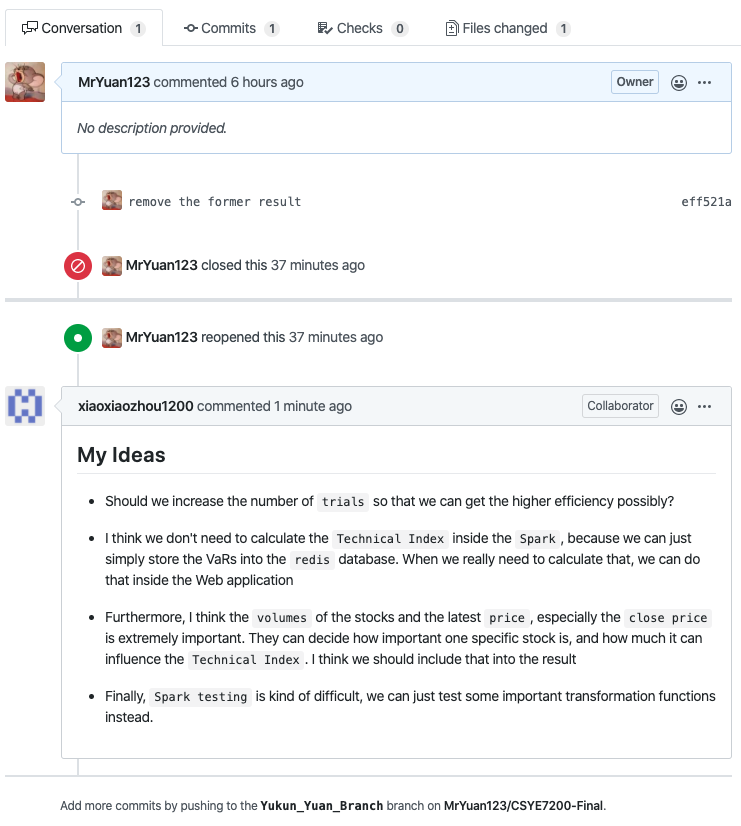 Conversation 1 Commits 1 Checks 0 Files changed 1
MrYuan123 commented 6 hours ago Owner
No description provided.
remove the former result eff521a
MrYuan123 closed this 37 minutes ago
MrYuan123 reopened this 37 minutes ago
xiaoxiaozhou1200 commented 1 minute ago Collaborator
My Ideas
• Should we increase the number of trials so that we can get the higher efficiency possibly?
• I think we don't need to calculate the Technical Index inside the Spark, because we can just
simply store the VaRs into the redis database. When we really need to calculate that, we can do
that inside the Web application
• Furthermore, I think the volumes of the stocks and the latest price, especially the close price
is extremely important. They can decide how important one specific stock is, and how much it can
influence the Technical Index. I think we should include that into the result
• Finally, Spark testing is kind of difficult, we can just test some important transformation functions
instead.
Add more commits by pushing to the Yukun_Yuan_Branch branch on MrYuan123/CSYE7200-Final.